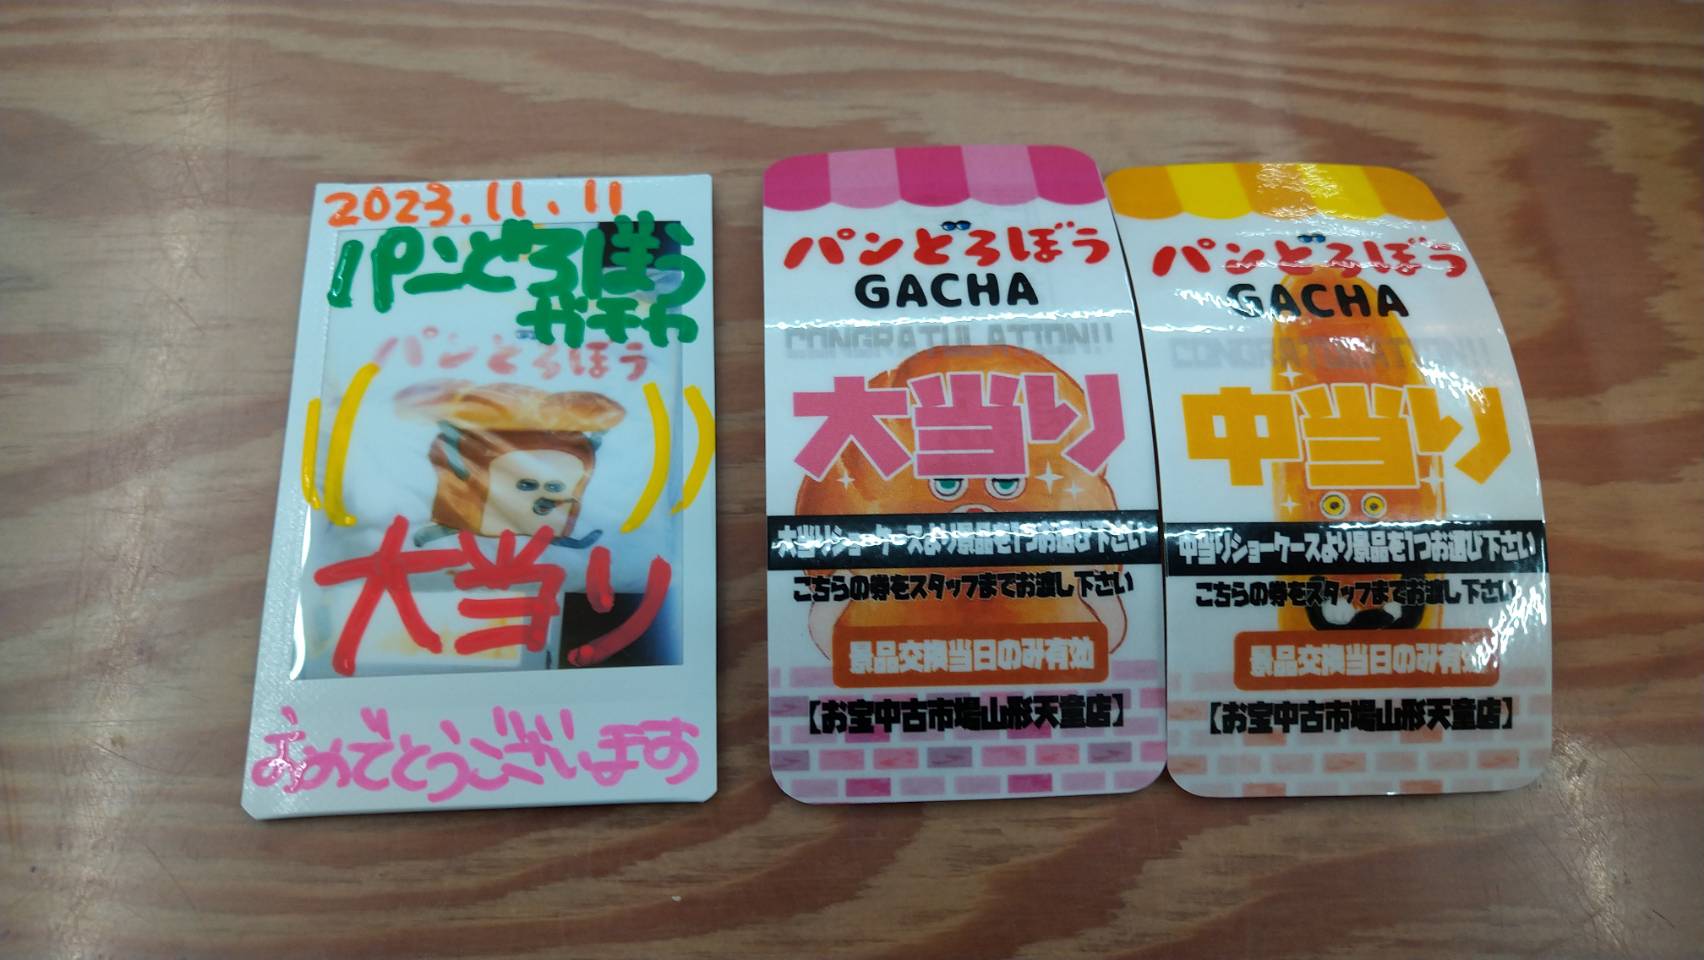 2023.11.11
パンどろぼう
ガチャ
パンどろぼう
大当り
おめでとうございます
パンどろぼう
GACHA
CONGRATULATION!!
大当り
大当りショーケースより景品を1つお選び下さい
こちらの券をスタッフまでお渡し下さい
景品交換当日のみ有効
【お宝中古市場山形天童店】
パンどろぼう
GACHA
CONGRATULATION!!
中当り
中当りショーケースより景品を1つお選び下さい
こちらの券をスタッフまでお渡し下さい
景品交換当日のみ有効
【お宝中古市場山形天童店】